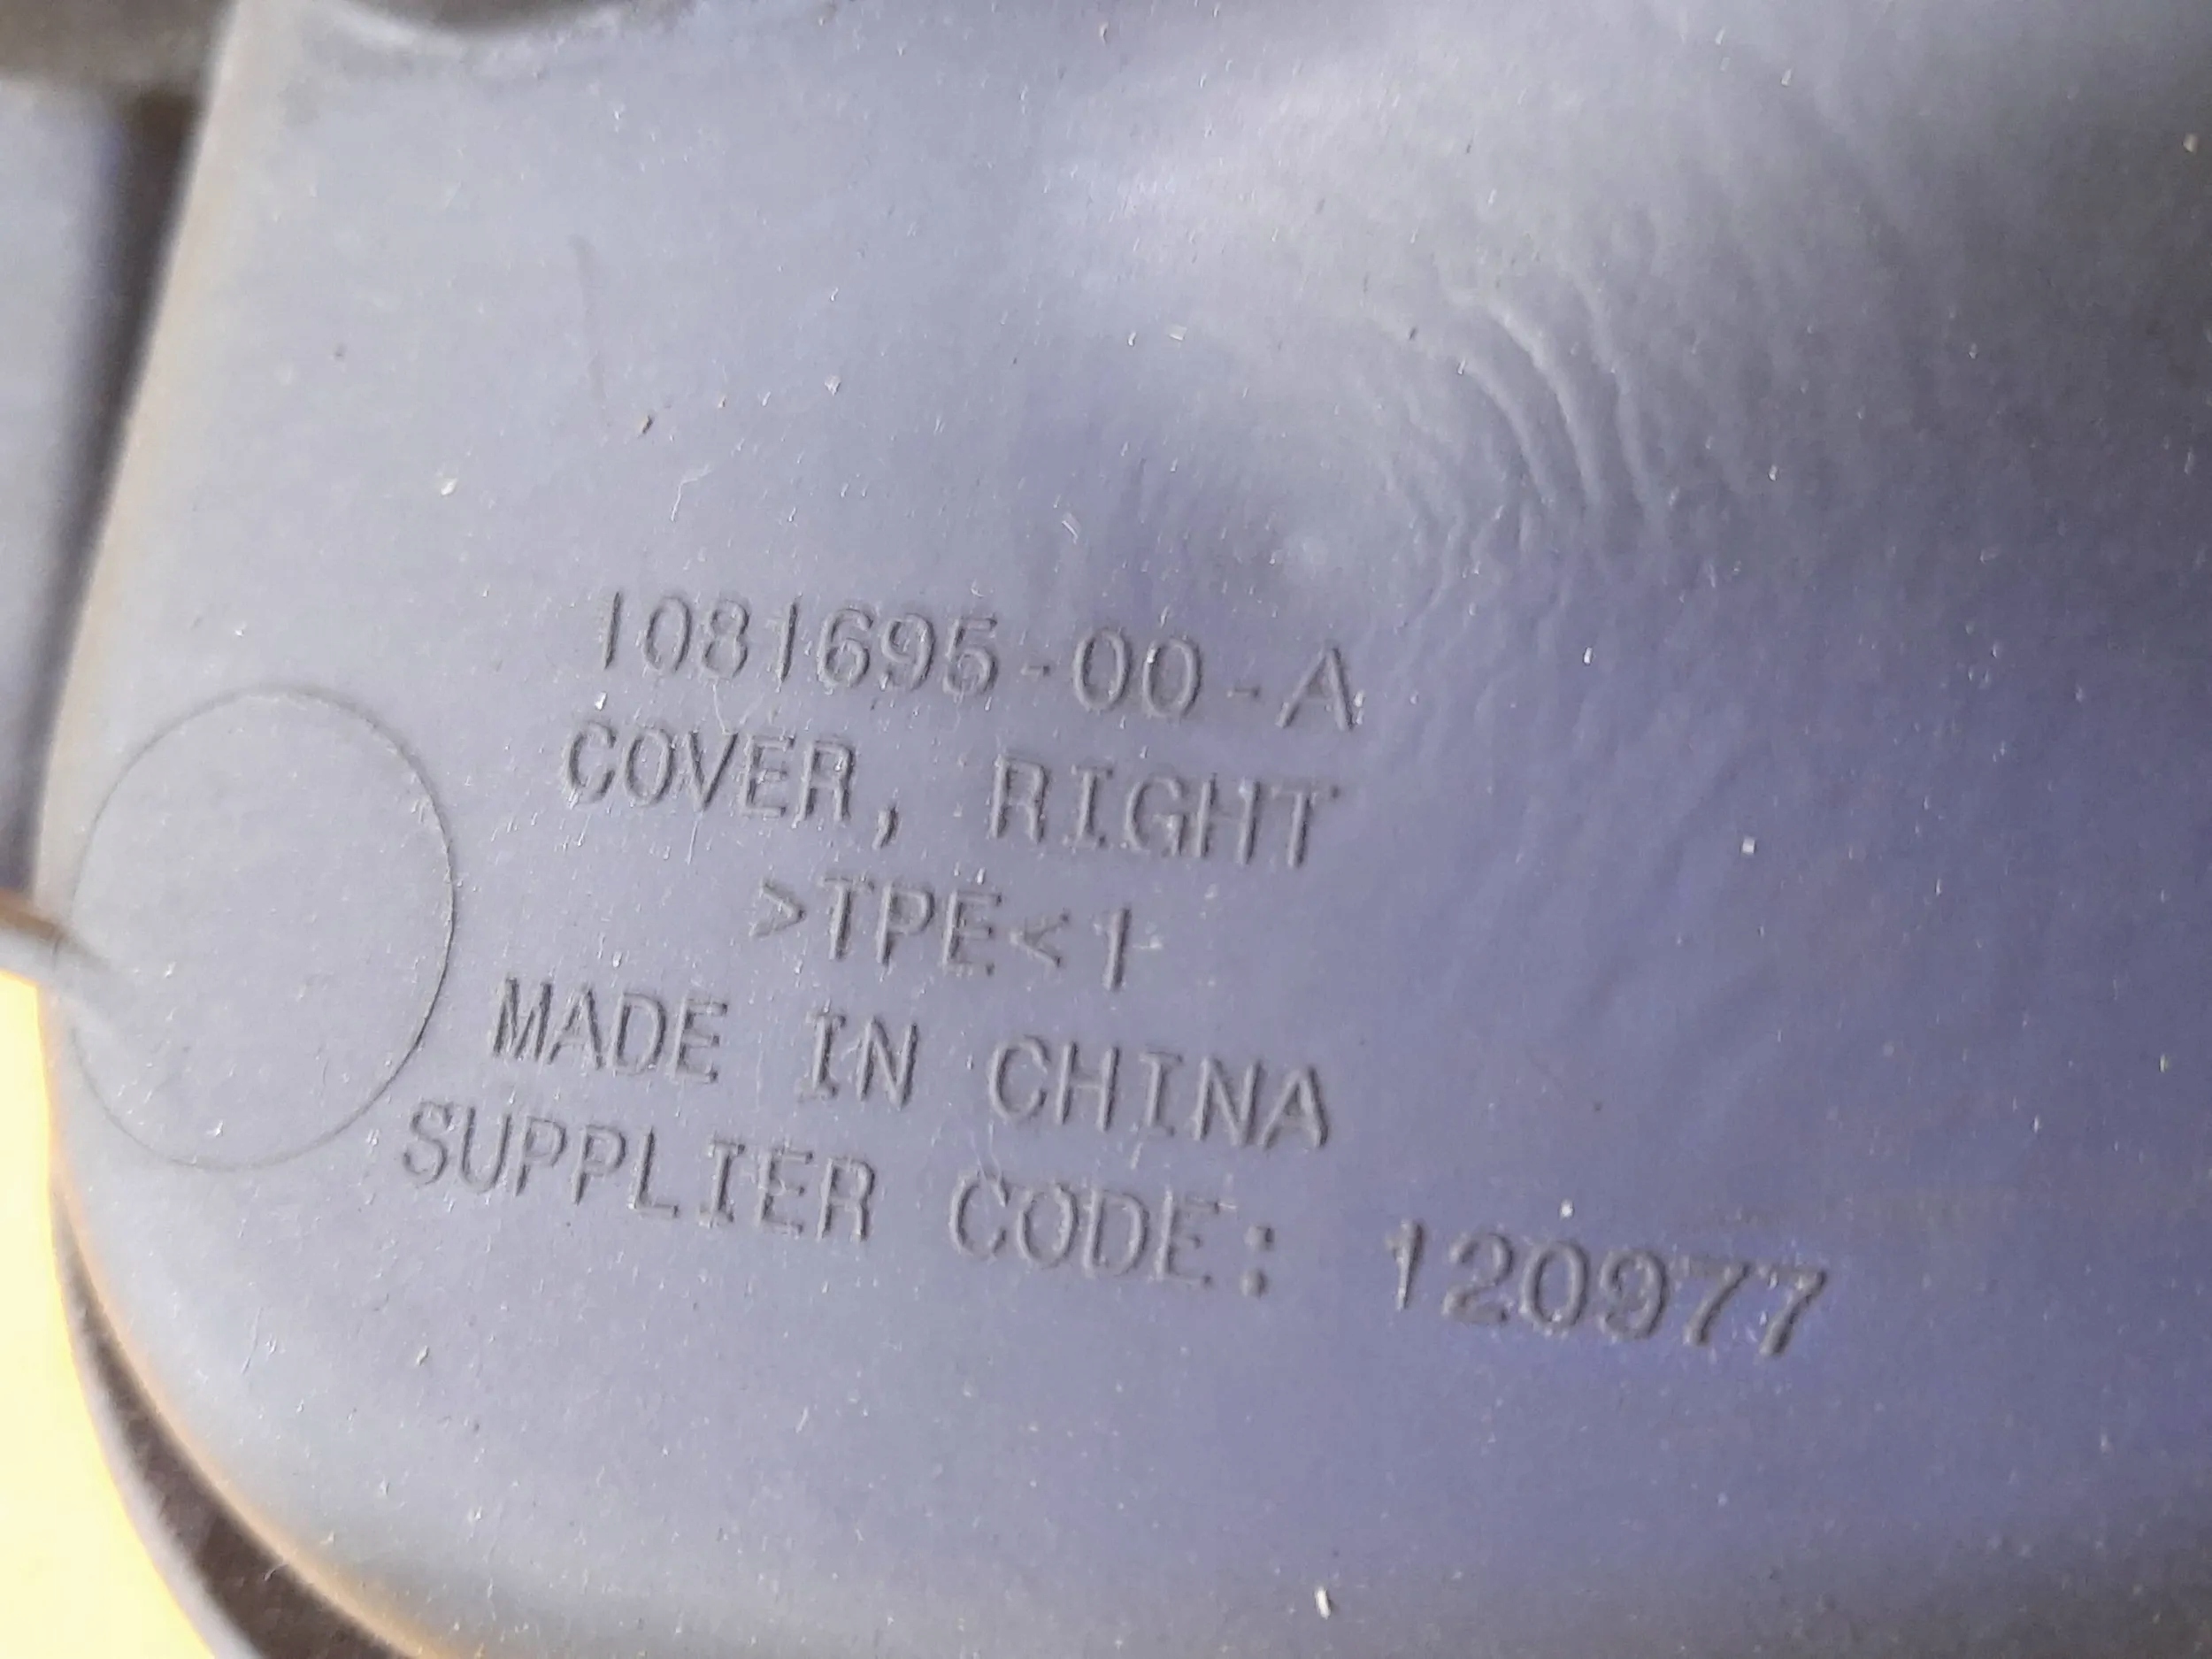 1081695-00-A
COVER, RIGHT
>TPE<1
MADE IN CHINA
SUPPLIER CODE: 120977